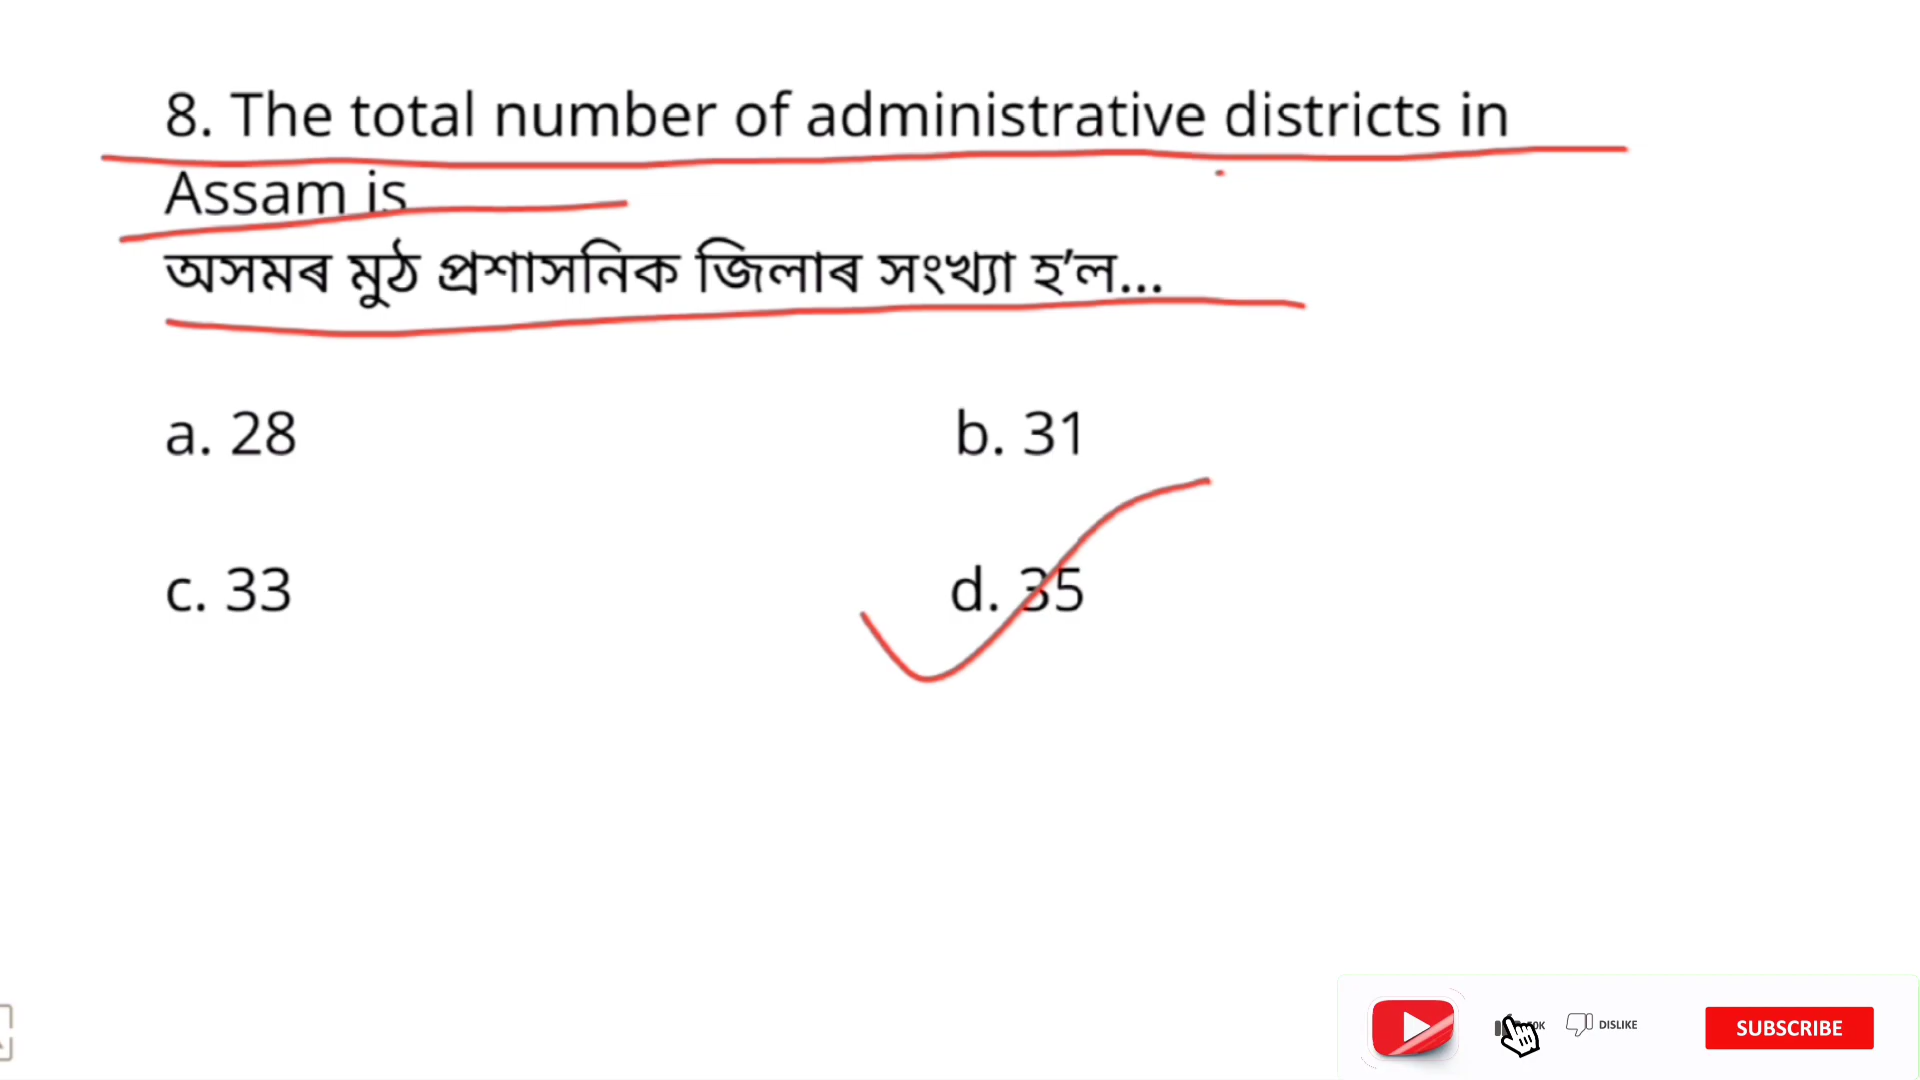 8. The total number of administrative districts in
Assam is
অসমৰ মুঠ প্ৰশাসনিক জিলাৰ সংখ্যা হ’ল...
a. 28
b. 31
c. 33
d. 35
DISLIKE
SUBSCRIBE